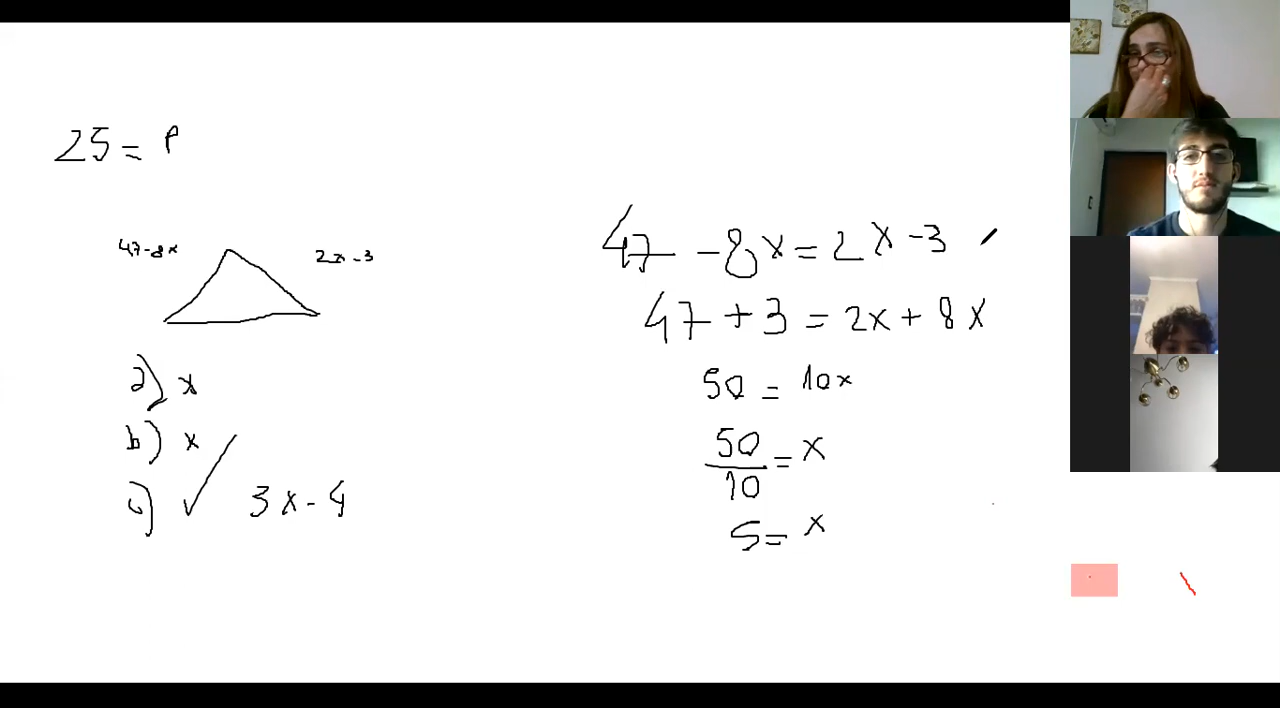 25 = P
47-8x
2x-3
a) x
b) x
c) √ 3x-4
47-8x=2x-3
47+3=2x+8x
50=10x
50/10=x
5=x